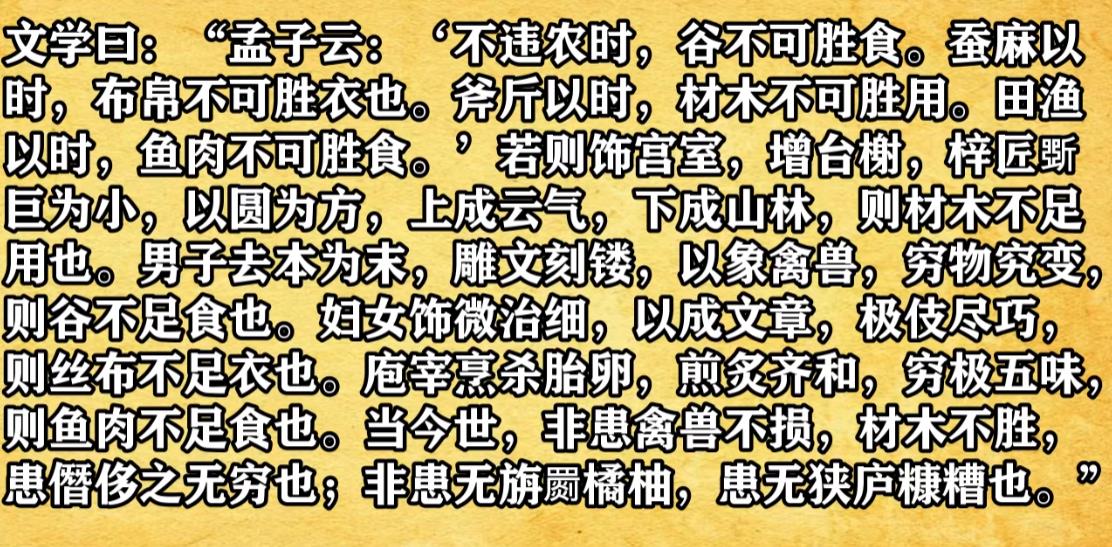 文学曰：“孟子云：‘不违农时，谷不可胜食。蚕麻以
时，布帛不可胜衣也。斧斤以时，材木不可胜用。田渔
以时，鱼肉不可胜食。’若则饰宫室，增台榭，梓匠斲
巨为小，以圆为方，上成云气，下成山林，则材木不足
用也。男子去本为末，雕文刻镂，以象禽兽，穷物究变，
则谷不足食也。妇女饰微治细，以成文章，极伎尽巧，
则丝布不足衣也。庖宰烹杀胎卵，煎炙齐和，穷极五味，
则鱼肉不足食也。当今世，非患禽兽不损，材木不胜，
患僭侈之无穷也；非患无旃罽橘柚，患无狭庐糠糟也。”